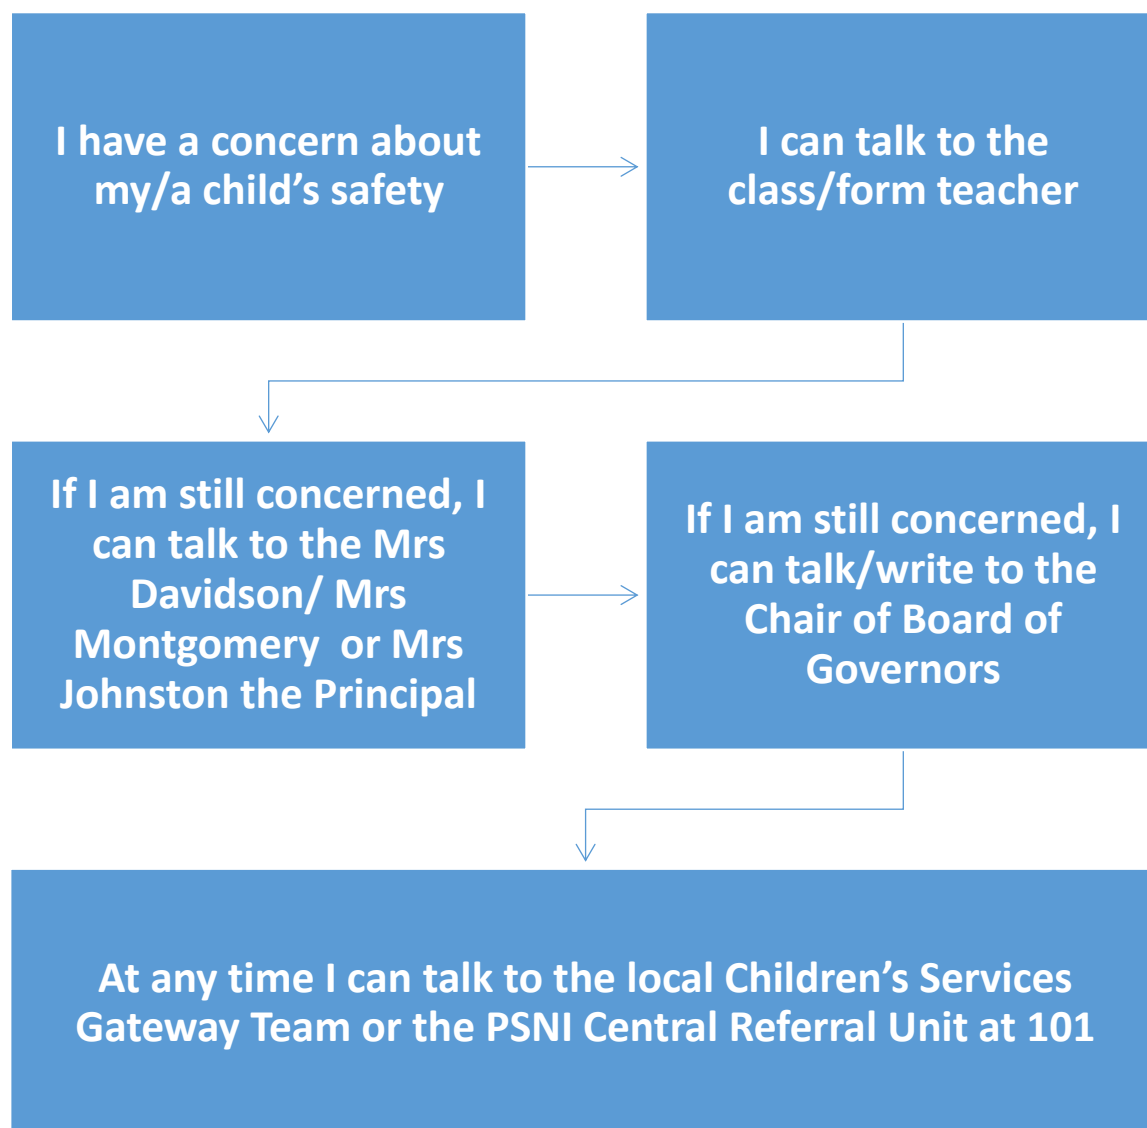 I have a concern about
my/a child’s safety
I can talk to the
class/form teacher
If I am still concerned, I
can talk to the Mrs
Davidson/ Mrs
Montgomery  or Mrs
Johnston the Principal
If I am still concerned, I
can talk/write to the
Chair of Board of
Governors
At any time I can talk to the local Children’s Services
Gateway Team or the PSNI Central Referral Unit at 101